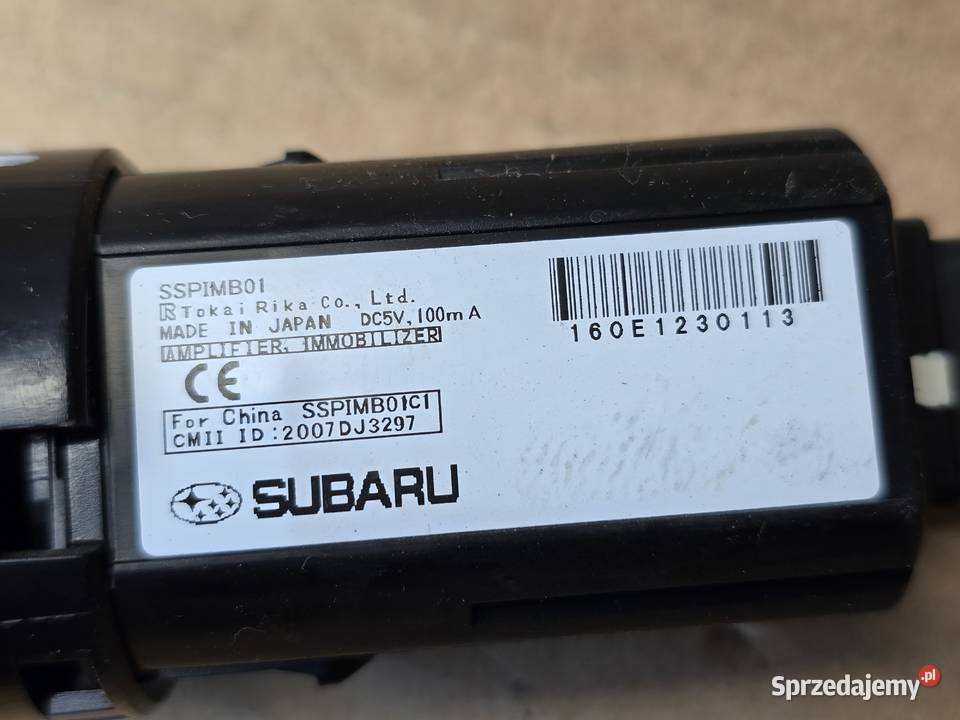 SSPIMB01
R Tokai Rika Co., Ltd.
MADE IN JAPAN DC5V, 100mA
AMPLIFIER, IMMOBILIZER
CE
For China SSPIMB01C1
CMII ID:2007DJ3297
SUBARU
160E1230113
Sprzedajemy.pl